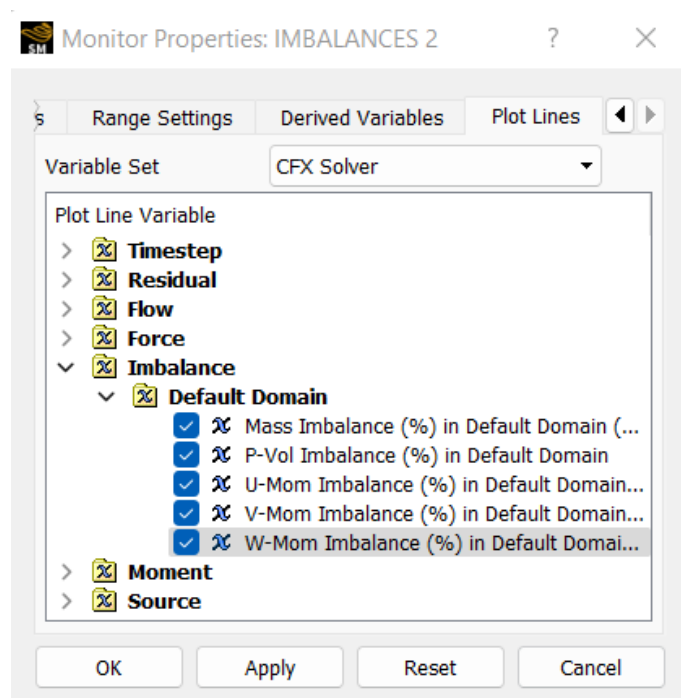 SM Monitor Properties: IMBALANCES 2 ? ×
s Range Settings Derived Variables Plot Lines
Variable Set CFX Solver
Plot Line Variable
Timestep
Residual
Flow
Force
Imbalance
Default Domain
Mass Imbalance (%) in Default Domain (...
P-Vol Imbalance (%) in Default Domain
U-Mom Imbalance (%) in Default Domain...
V-Mom Imbalance (%) in Default Domain...
W-Mom Imbalance (%) in Default Domai...
Moment
Source
OK Apply Reset Cancel